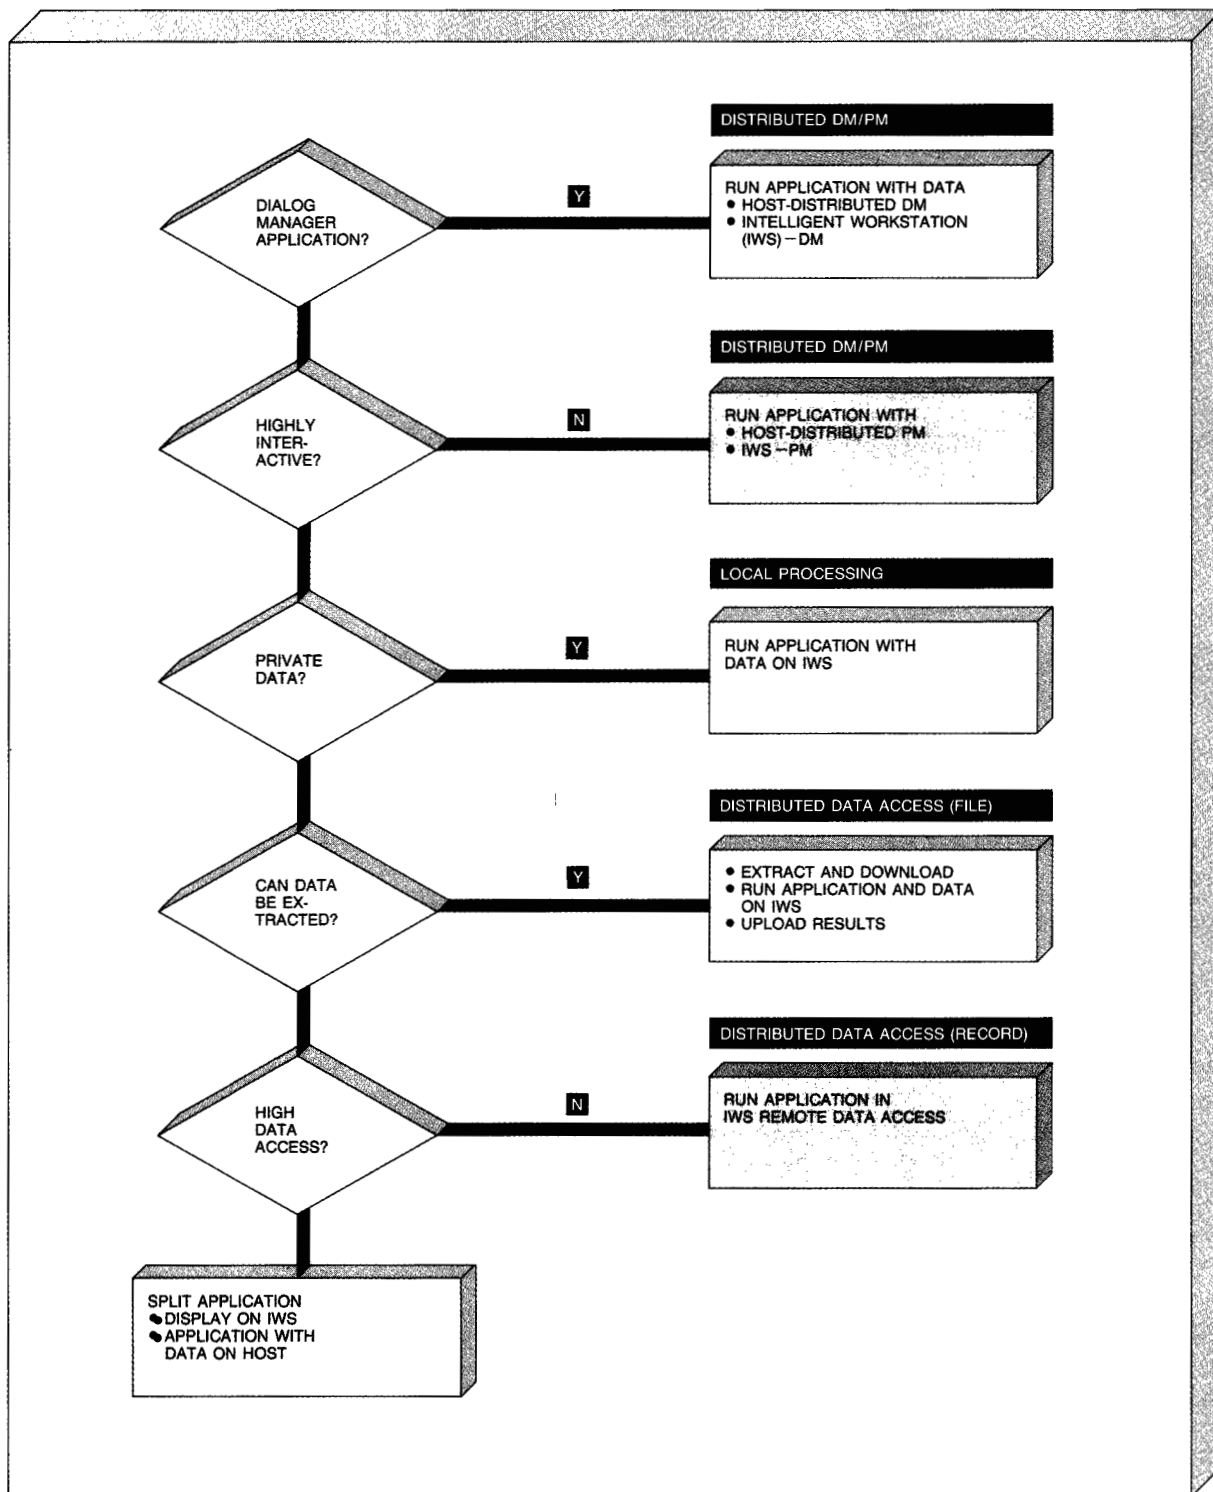 DISTRIBUTED DM/PM
DIALOG
MANAGER
APPLICATION?
Y
RUN APPLICATION WITH DATA
● HOST-DISTRIBUTED DM
● INTELLIGENT WORKSTATION
(IWS)—DM
DISTRIBUTED DM/PM
HIGHLY
INTER-
ACTIVE?
N
RUN APPLICATION WITH
● HOST-DISTRIBUTED PM
● IWS—PM
LOCAL PROCESSING
PRIVATE
DATA?
Y
RUN APPLICATION WITH
DATA ON IWS
DISTRIBUTED DATA ACCESS (FILE)
CAN DATA
BE EX-
TRACTED?
Y
● EXTRACT AND DOWNLOAD
● RUN APPLICATION AND DATA
ON IWS
● UPLOAD RESULTS
DISTRIBUTED DATA ACCESS (RECORD)
HIGH
DATA
ACCESS?
N
RUN APPLICATION IN
IWS REMOTE DATA ACCESS
SPLIT APPLICATION
● DISPLAY ON IWS
● APPLICATION WITH
DATA ON HOST